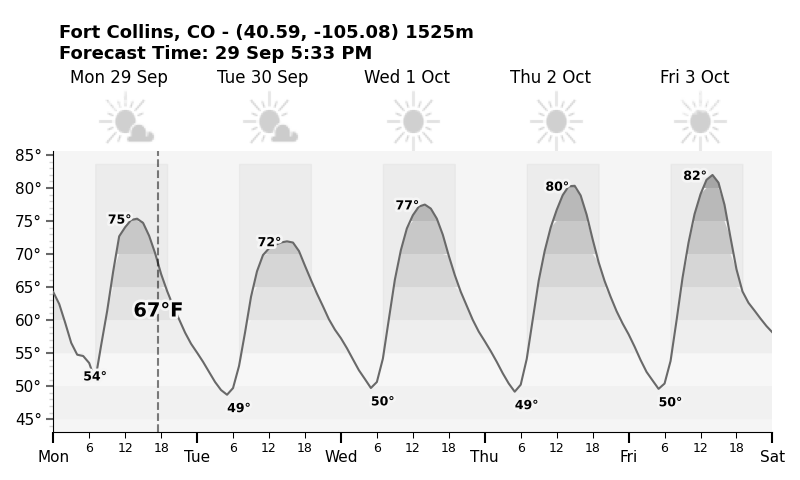 Fort Collins, CO - (40.59, -105.08) 1525m
Forecast Time: 29 Sep 5:33 PM
Mon 29 Sep Tue 30 Sep Wed 1 Oct Thu 2 Oct Fri 3 Oct
85°
80°
75°
70°
65°
60°
55°
50°
45°
75° 72° 77° 80° 82°
67°F
54° 49° 50° 49° 50°
6 12 18 6 12 18 6 12 18 6 12 18 6 12 18
Mon Tue Wed Thu Fri Sat